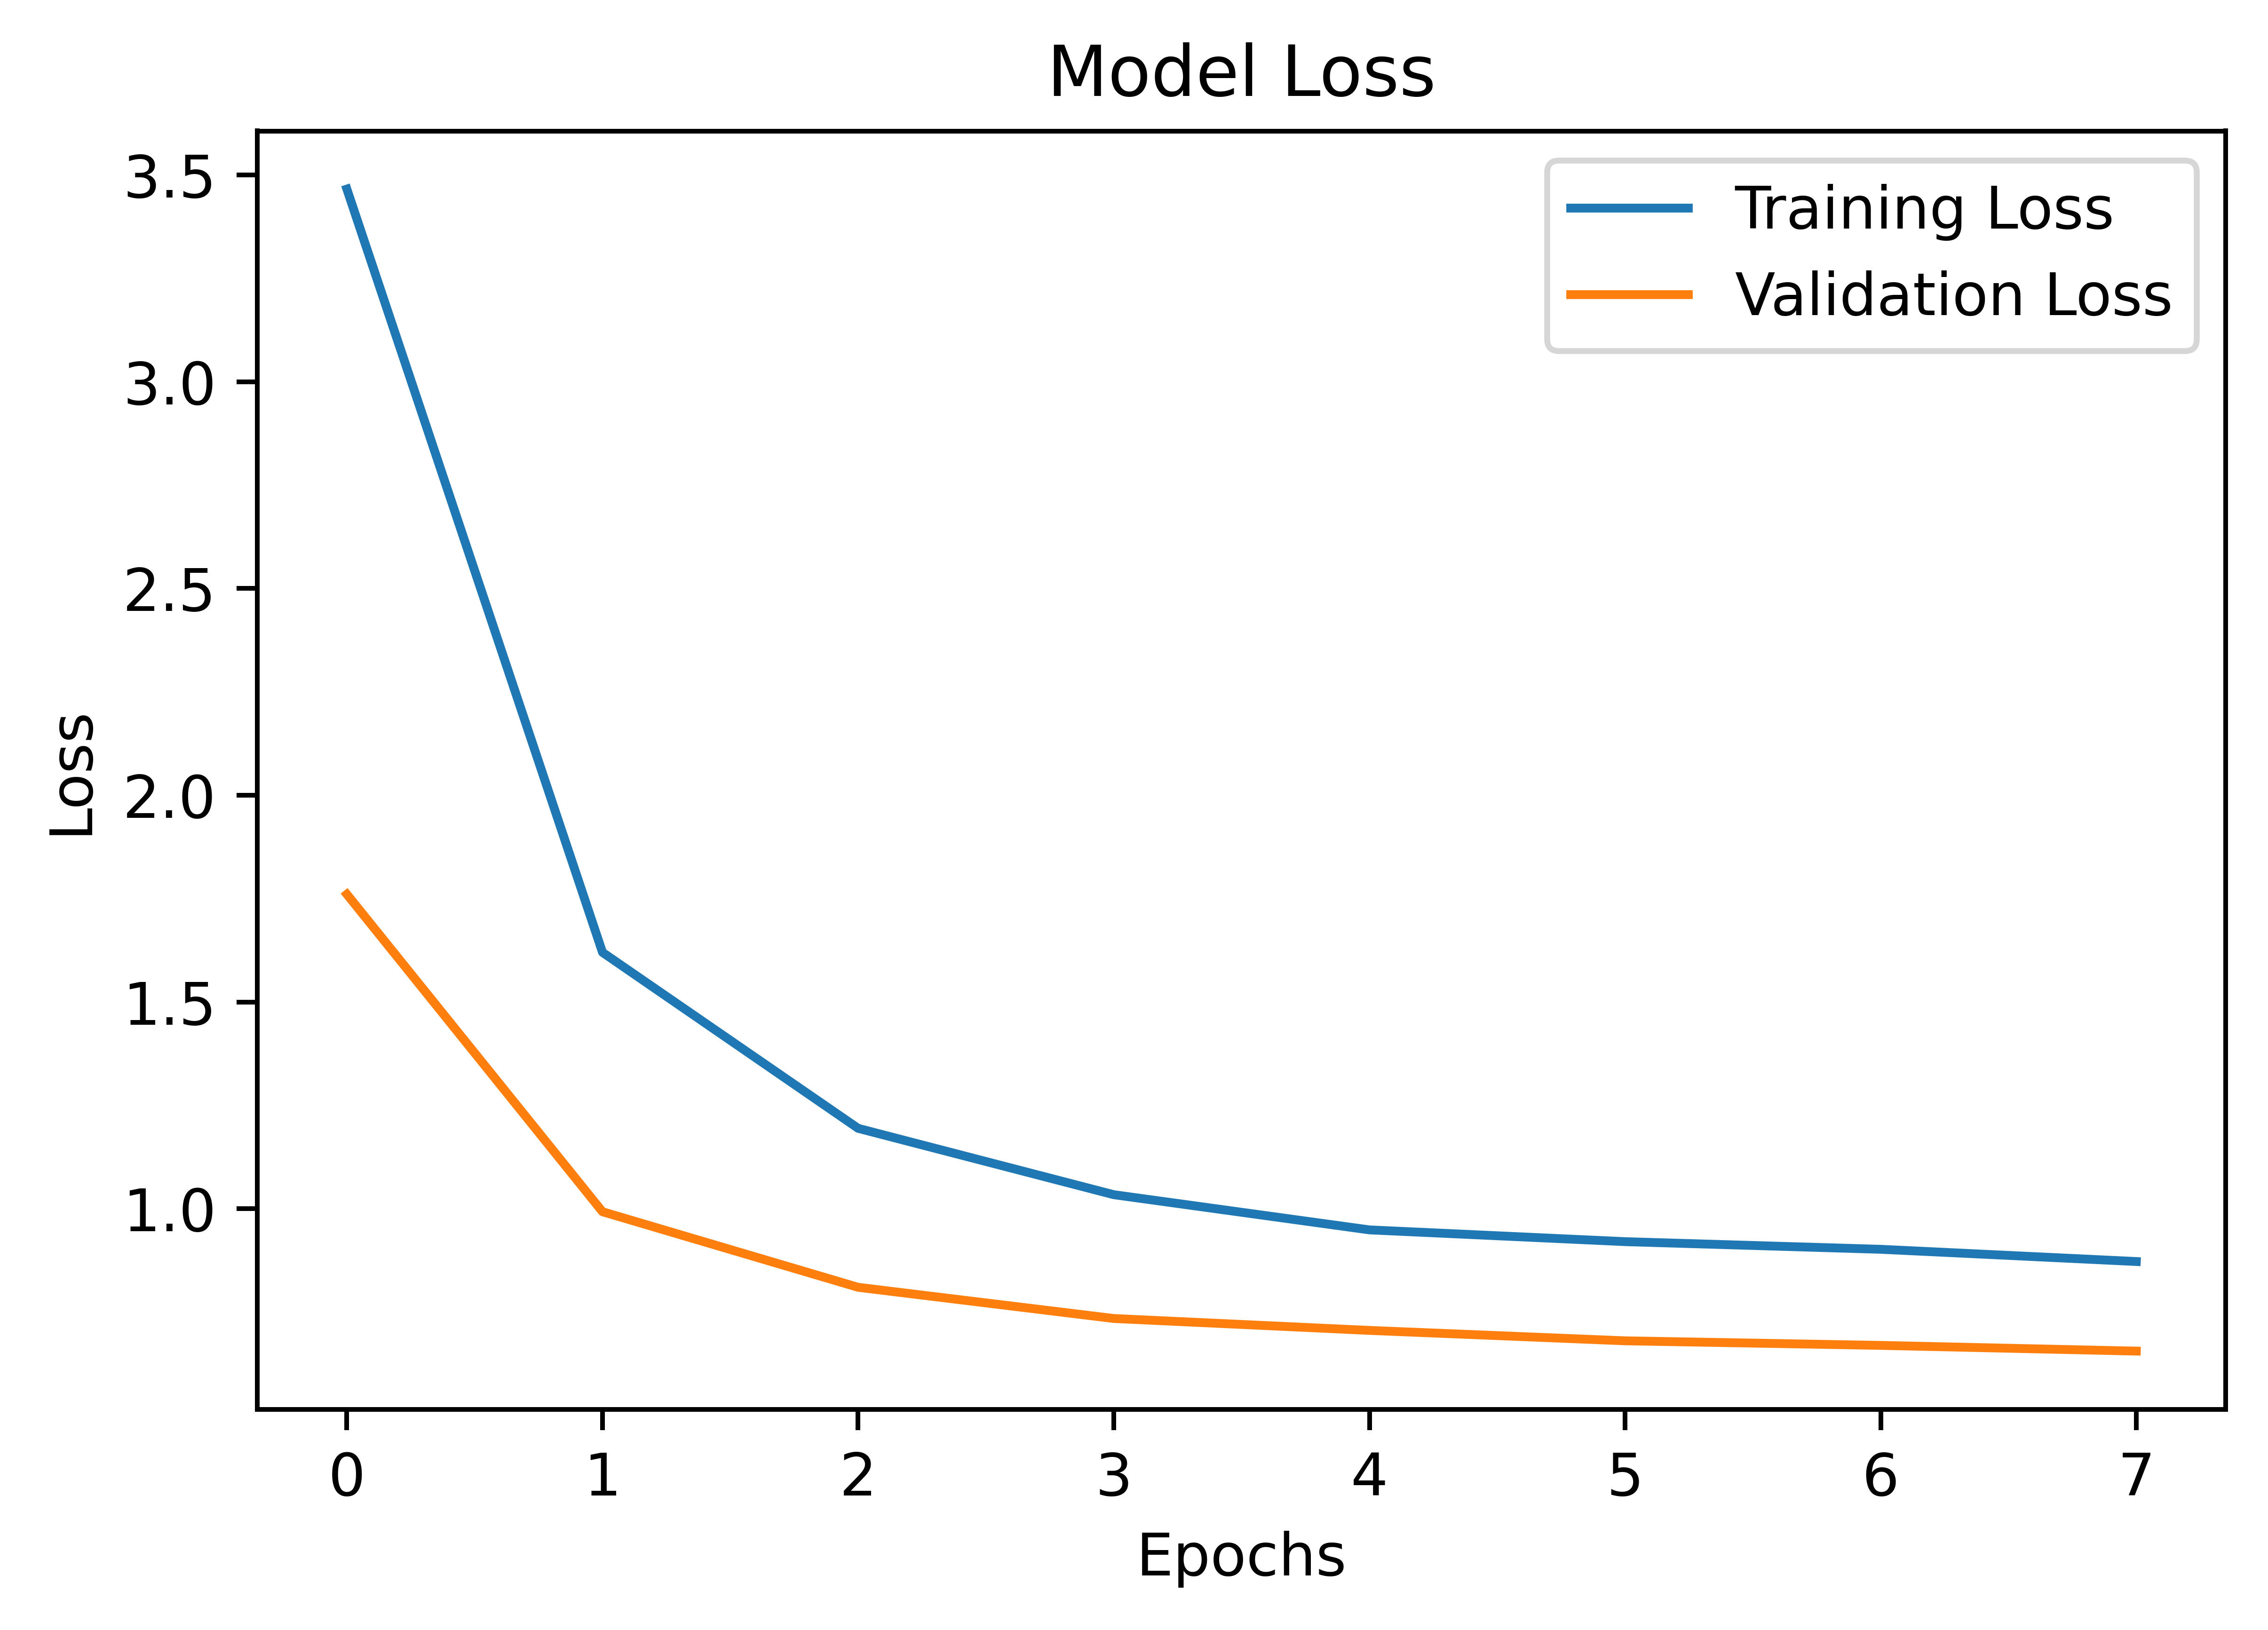 Model Loss
3.5
3.0
2.5
2.0
1.5
1.0
Loss
Training Loss
Validation Loss
0 1 2 3 4 5 6 7
Epochs